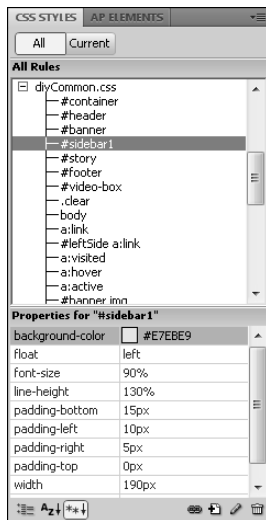 CSS STYLES AP ELEMENTS
All Current
All Rules
diyCommon.css
#container
#header
#banner
#sidebar1
#story
#footer
#video-box
.clear
body
a:link
#leftSide a:link
a:visited
a:hover
a:active
#banner img
Properties for "#sidebar1"
background-color #E7EBE9
float left
font-size 90%
line-height 130%
padding-bottom 15px
padding-left 10px
padding-right 5px
padding-top 0px
width 190px
Az↓ **↓